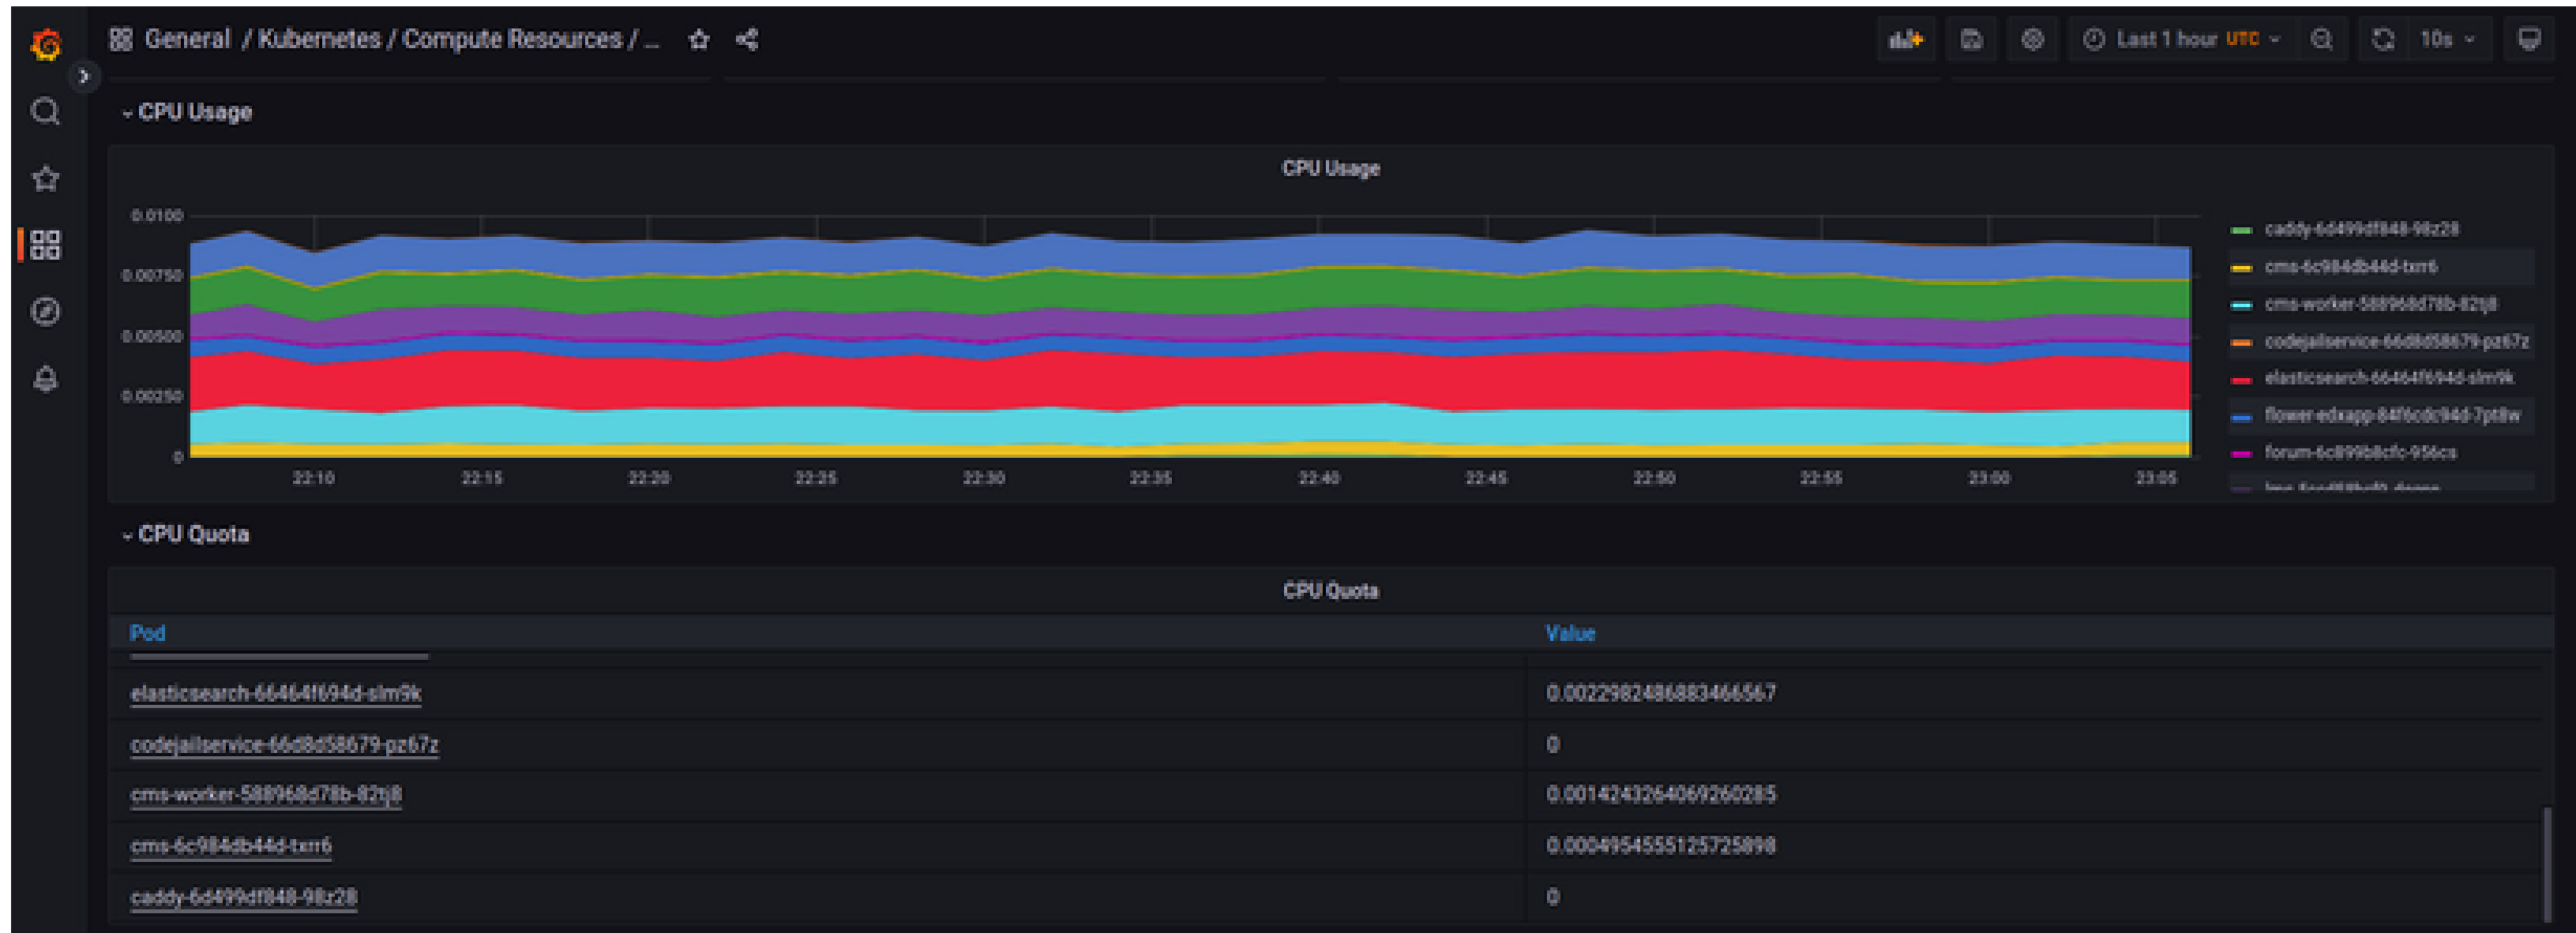 General / Kubernetes / Compute Resources / ...
Last 1 hour UTC
10s
CPU Usage
CPU Usage
0.0100
0.00750
0.00500
0.00250
0
22:10 22:15 22:20 22:25 22:30 22:35 22:40 22:45 22:50 22:55 23:00 23:05
caddy-6d499df848-98z28
cms-6c984db44d-txrr6
cms-worker-588968d78b-82tj8
codejailservice-66d8d58679-pz67z
elasticsearch-66464f694d-slm9k
flower-edxapp-84f6cdc94d-7pt8w
forum-6c899b8cfc-956cs
CPU Quota
CPU Quota
Pod Value
elasticsearch-66464f694d-slm9k 0.0022982486883466567
codejailservice-66d8d58679-pz67z 0
cms-worker-588968d78b-82tj8 0.0014243264069260285
cms-6c984db44d-txrr6 0.0004954555125725898
caddy-6d499df848-98z28 0